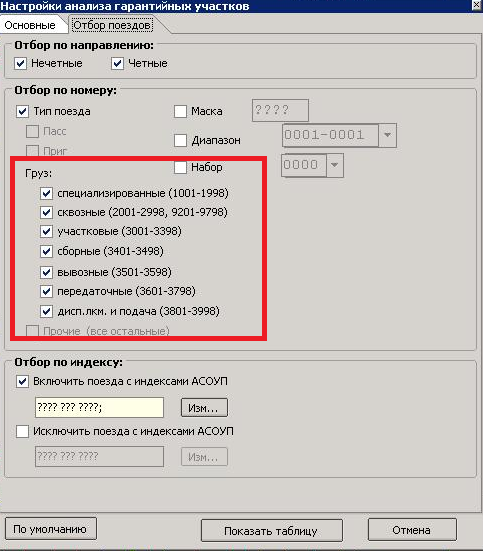 Настройки анализа гарантийных участков
Основные Отбор поездов
Отбор по направлению:
Нечетные Четные
Отбор по номеру:
Тип поезда Маска ????
Пасс Диапазон 0001-0001
Приг Набор 0000
Груз:
специализированные (1001-1998)
сквозные (2001-2998, 9201-9798)
участковые (3001-3398)
сборные (3401-3498)
вывозные (3501-3598)
передаточные (3601-3798)
дисп.лкм. и подача (3801-3998)
Прочие (все остальные)
Отбор по индексу:
Включить поезда с индексами АСОУП
???? ??? ????; Изм...
Исключить поезда с индексами АСОУП
???? ??? ???? Изм...
По умолчанию Показать таблицу Отмена